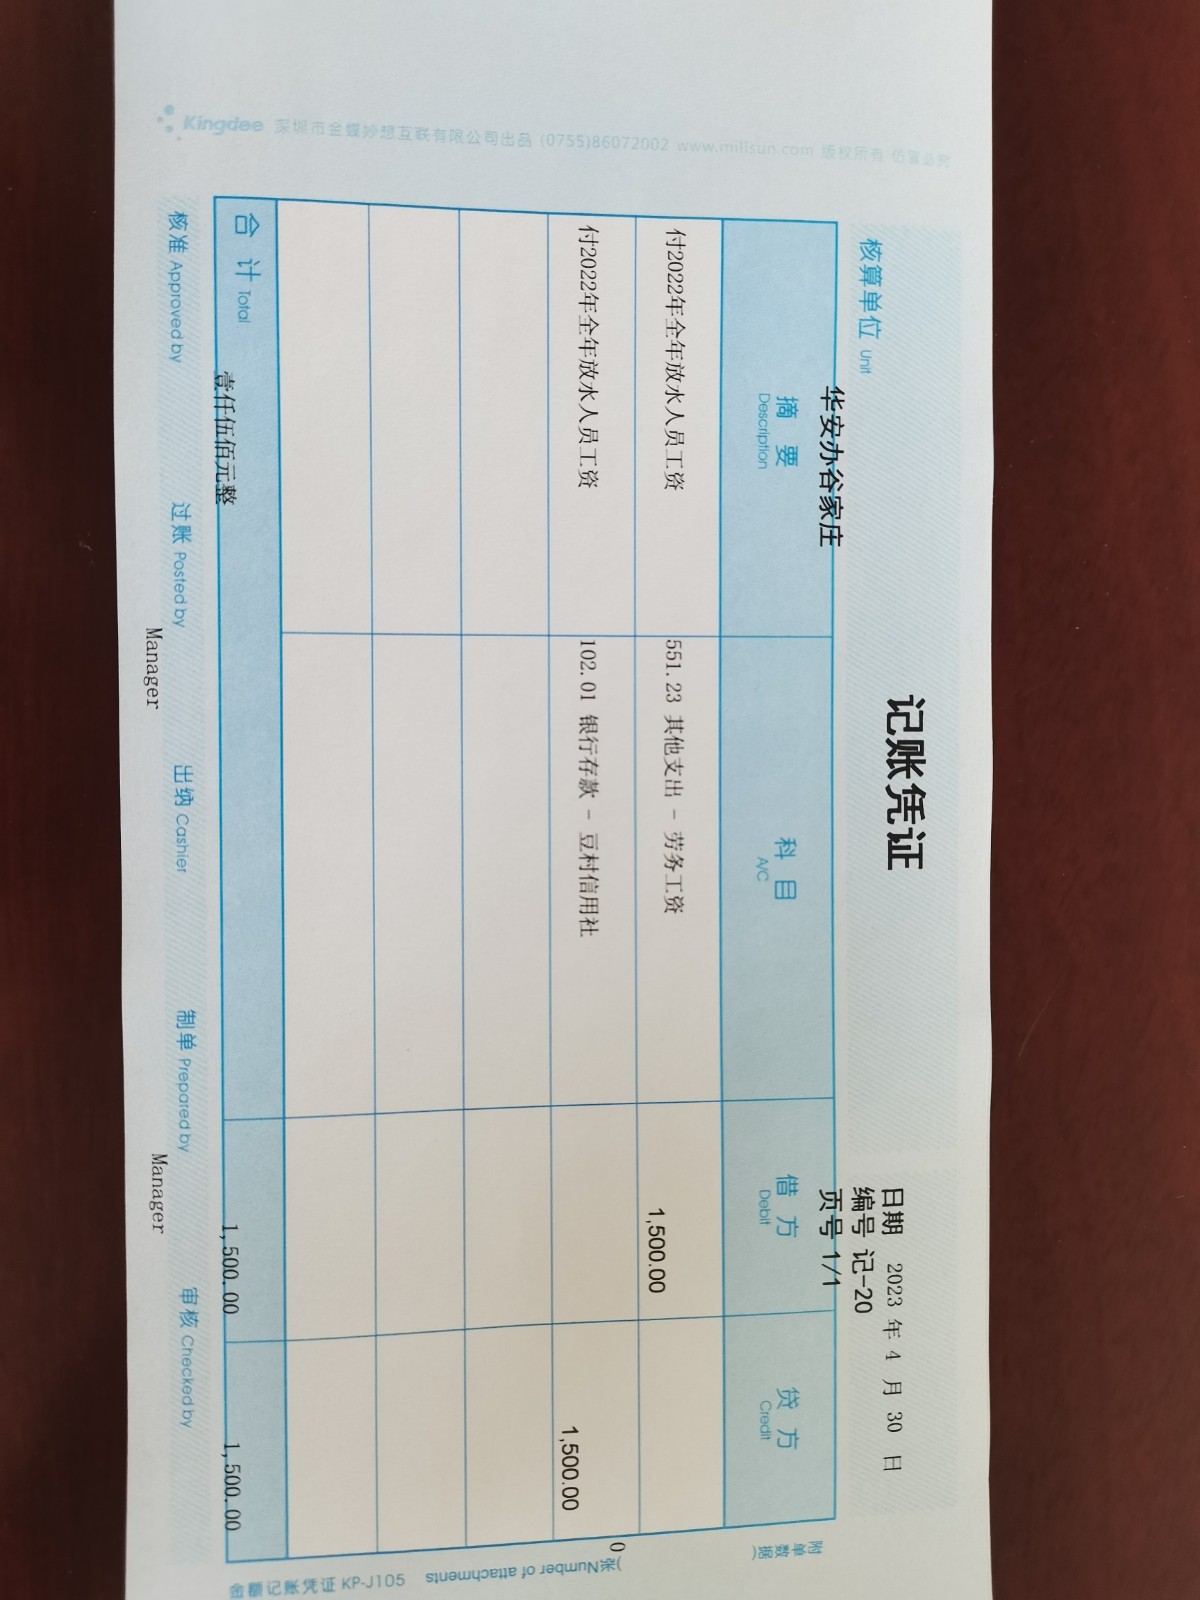 记账凭证
日期 2023 年 4 月 30 日
编号 记-20
页号 1/1
核算单位 Unit 华安办谷家庄
摘要 Description 科目 A/C 借方 Debit 贷方 Credit
付2022年全年放水人员工资 551.23 其他支出 - 劳务工资 1,500.00
付2022年全年放水人员工资 102.01 银行存款 - 豆村信用社 1,500.00
合计 Total 壹仟伍佰元整 1,500.00 1,500.00
附单数据) 0 张 (Number of attachments
核准 Approved by 过账 Posted by Manager 出纳 Cashier 制单 Prepared by Manager 审核 Checked by
金额记账凭证 KP-J105
Kingdee 深圳市金蝶妙想互联有限公司出品 (0755)86072002 www.millsun.com 版权所有 仿冒必究